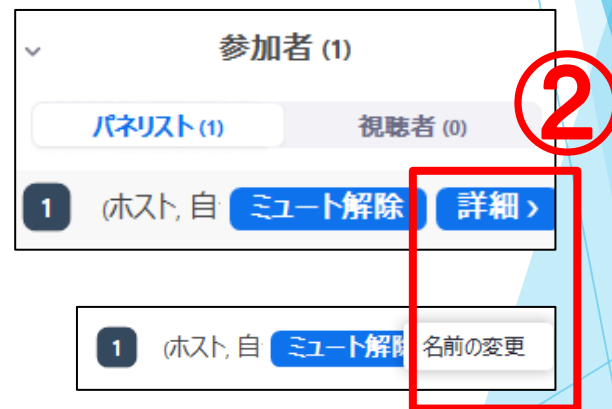 参加者 (1)
②
パネリスト (1) 視聴者 (0)
1 (ホスト, 自 ミュート解除 詳細 >
1 (ホスト, 自 ミュート解除 名前の変更